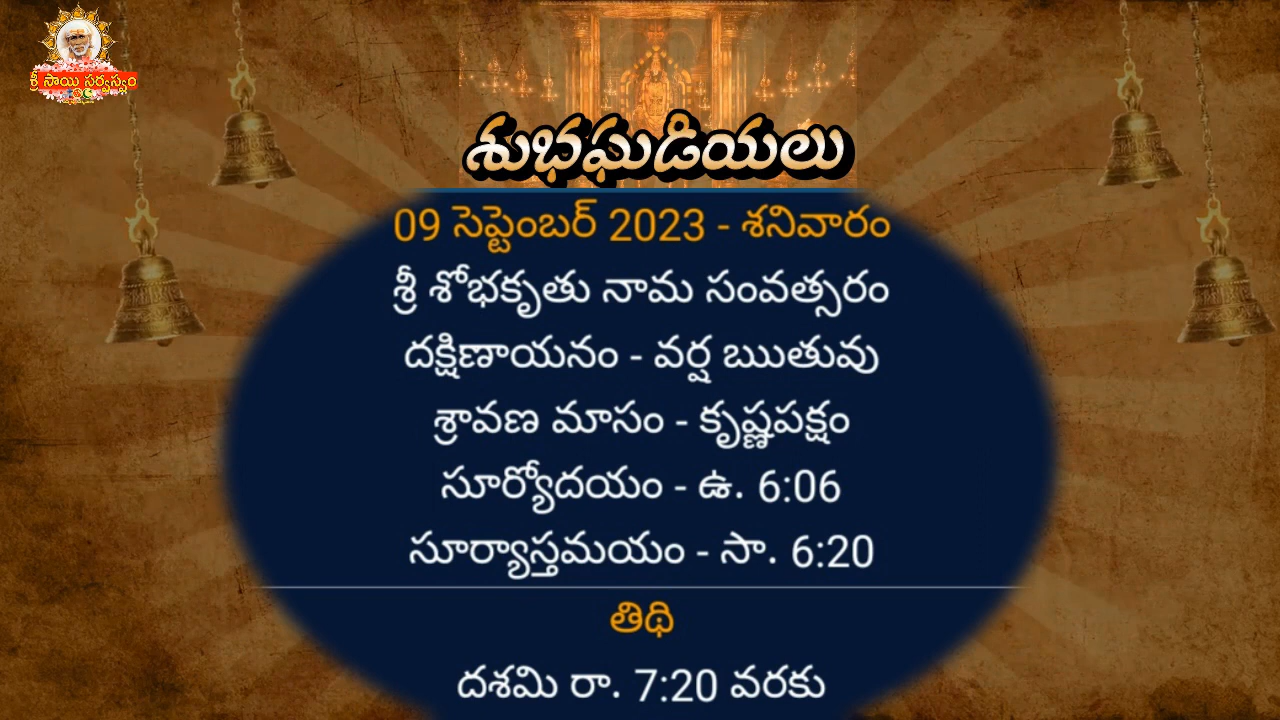 శ్రీ సాయి సర్వస్వం
శుభఘడియలు
09 సెప్టెంబర్ 2023 - శనివారం
శ్రీ శోభకృతు నామ సంవత్సరం
దక్షిణాయనం - వర్ష ఋతువు
శ్రావణ మాసం - కృష్ణపక్షం
సూర్యోదయం - ఉ. 6:06
సూర్యాస్తమయం - సా. 6:20
తిథి
దశమి రా. 7:20 వరకు